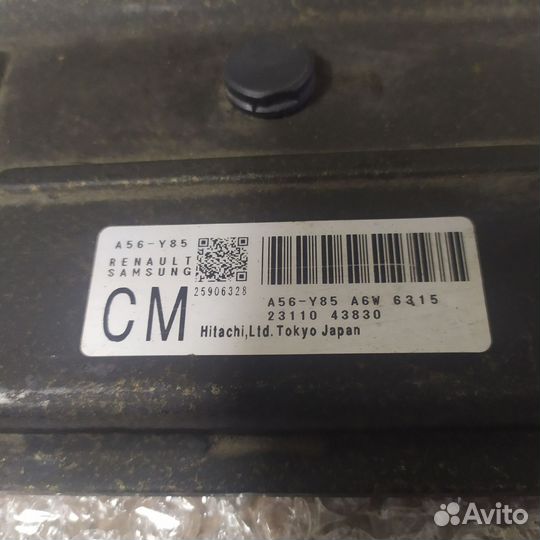 A56-Y85
RENAULT
SAMSUNG
25906328
CM
A56-Y85 A6W 6315
23110 43830
Hitachi,Ltd.Tokyo Japan
Avito